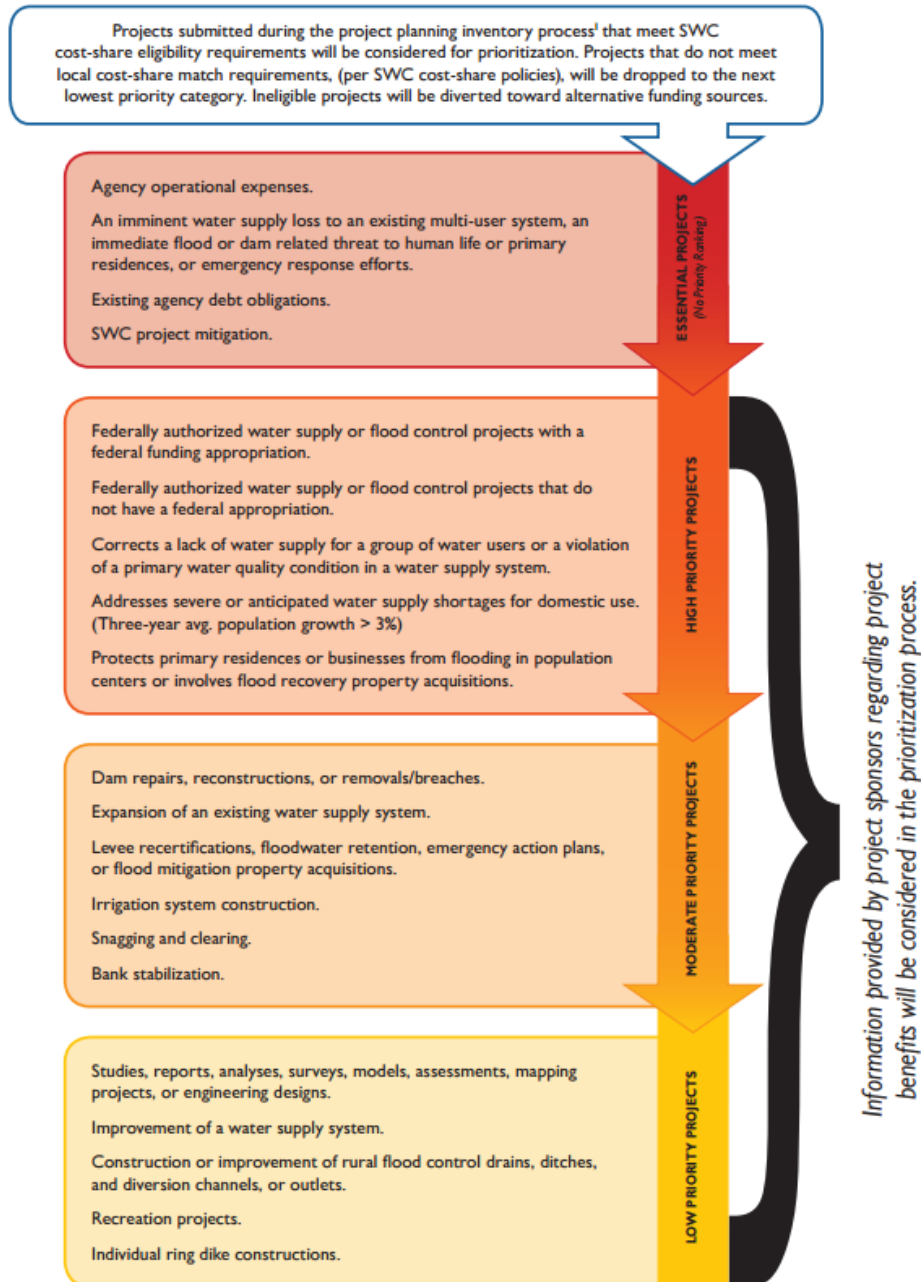 Projects submitted during the project planning inventory process¹ that meet SWC
cost-share eligibility requirements will be considered for prioritization. Projects that do not meet
local cost-share match requirements, (per SWC cost-share policies), will be dropped to the next
lowest priority category. Ineligible projects will be diverted toward alternative funding sources.
Agency operational expenses.
An imminent water supply loss to an existing multi-user system, an
immediate flood or dam related threat to human life or primary
residences, or emergency response efforts.
Existing agency debt obligations.
SWC project mitigation.
ESSENTIAL PROJECTS
(No Priority Ranking)
Federally authorized water supply or flood control projects with a
federal funding appropriation.
Federally authorized water supply or flood control projects that do
not have a federal appropriation.
Corrects a lack of water supply for a group of water users or a violation
of a primary water quality condition in a water supply system.
Addresses severe or anticipated water supply shortages for domestic use.
(Three-year avg. population growth > 3%)
Protects primary residences or businesses from flooding in population
centers or involves flood recovery property acquisitions.
HIGH PRIORITY PROJECTS
Dam repairs, reconstructions, or removals/breaches.
Expansion of an existing water supply system.
Levee recertifications, floodwater retention, emergency action plans,
or flood mitigation property acquisitions.
Irrigation system construction.
Snagging and clearing.
Bank stabilization.
MODERATE PRIORITY PROJECTS
Studies, reports, analyses, surveys, models, assessments, mapping
projects, or engineering designs.
Improvement of a water supply system.
Construction or improvement of rural flood control drains, ditches,
and diversion channels, or outlets.
Recreation projects.
Individual ring dike constructions.
LOW PRIORITY PROJECTS
Information provided by project sponsors regarding project
benefits will be considered in the prioritization process.